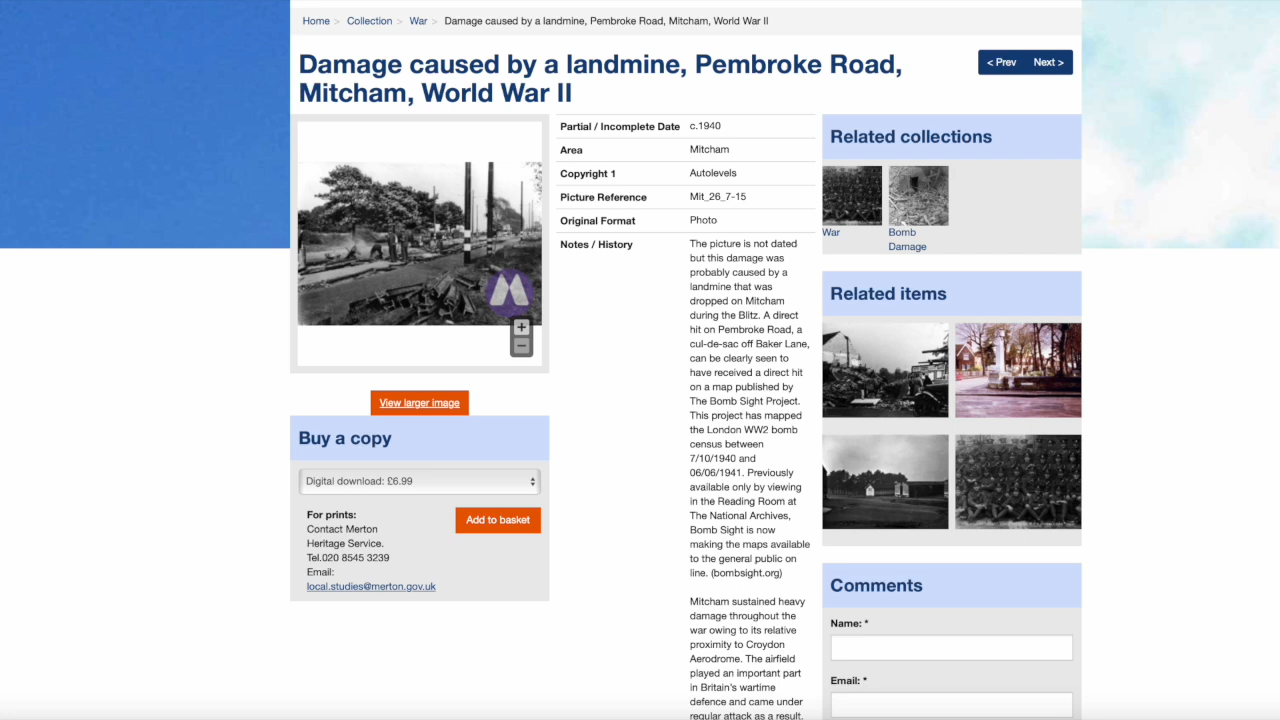 Home > Collection > War > Damage caused by a landmine, Pembroke Road, Mitcham, World War II
Damage caused by a landmine, Pembroke Road,
Mitcham, World War II
< Prev Next >
Partial / Incomplete Date c.1940
Area Mitcham
Copyright 1 Autolevels
Picture Reference Mit_26_7-15
Original Format Photo
Notes / History The picture is not dated
but this damage was
probably caused by a
landmine that was
dropped on Mitcham
during the Blitz. A direct
hit on Pembroke Road, a
cul-de-sac off Baker Lane,
can be clearly seen to
have received a direct hit
on a map published by
The Bomb Sight Project.
This project has mapped
the London WW2 bomb
census between
7/10/1940 and
06/06/1941. Previously
available only by viewing
in the Reading Room at
The National Archives,
Bomb Sight is now
making the maps available
to the general public on
line. (bombsight.org)
Mitcham sustained heavy
damage throughout the
war owing to its relative
proximity to Croydon
Aerodrome. The airfield
played an important part
in Britain's wartime
defence and came under
regular attack as a result.
+
−
View larger image
Buy a copy
Digital download: £6.99
For prints:
Contact Merton
Heritage Service.
Tel.020 8545 3239
Email:
local.studies@merton.gov.uk
Add to basket
Related collections
War
Bomb
Damage
Related items
Comments
Name: *
Email: *